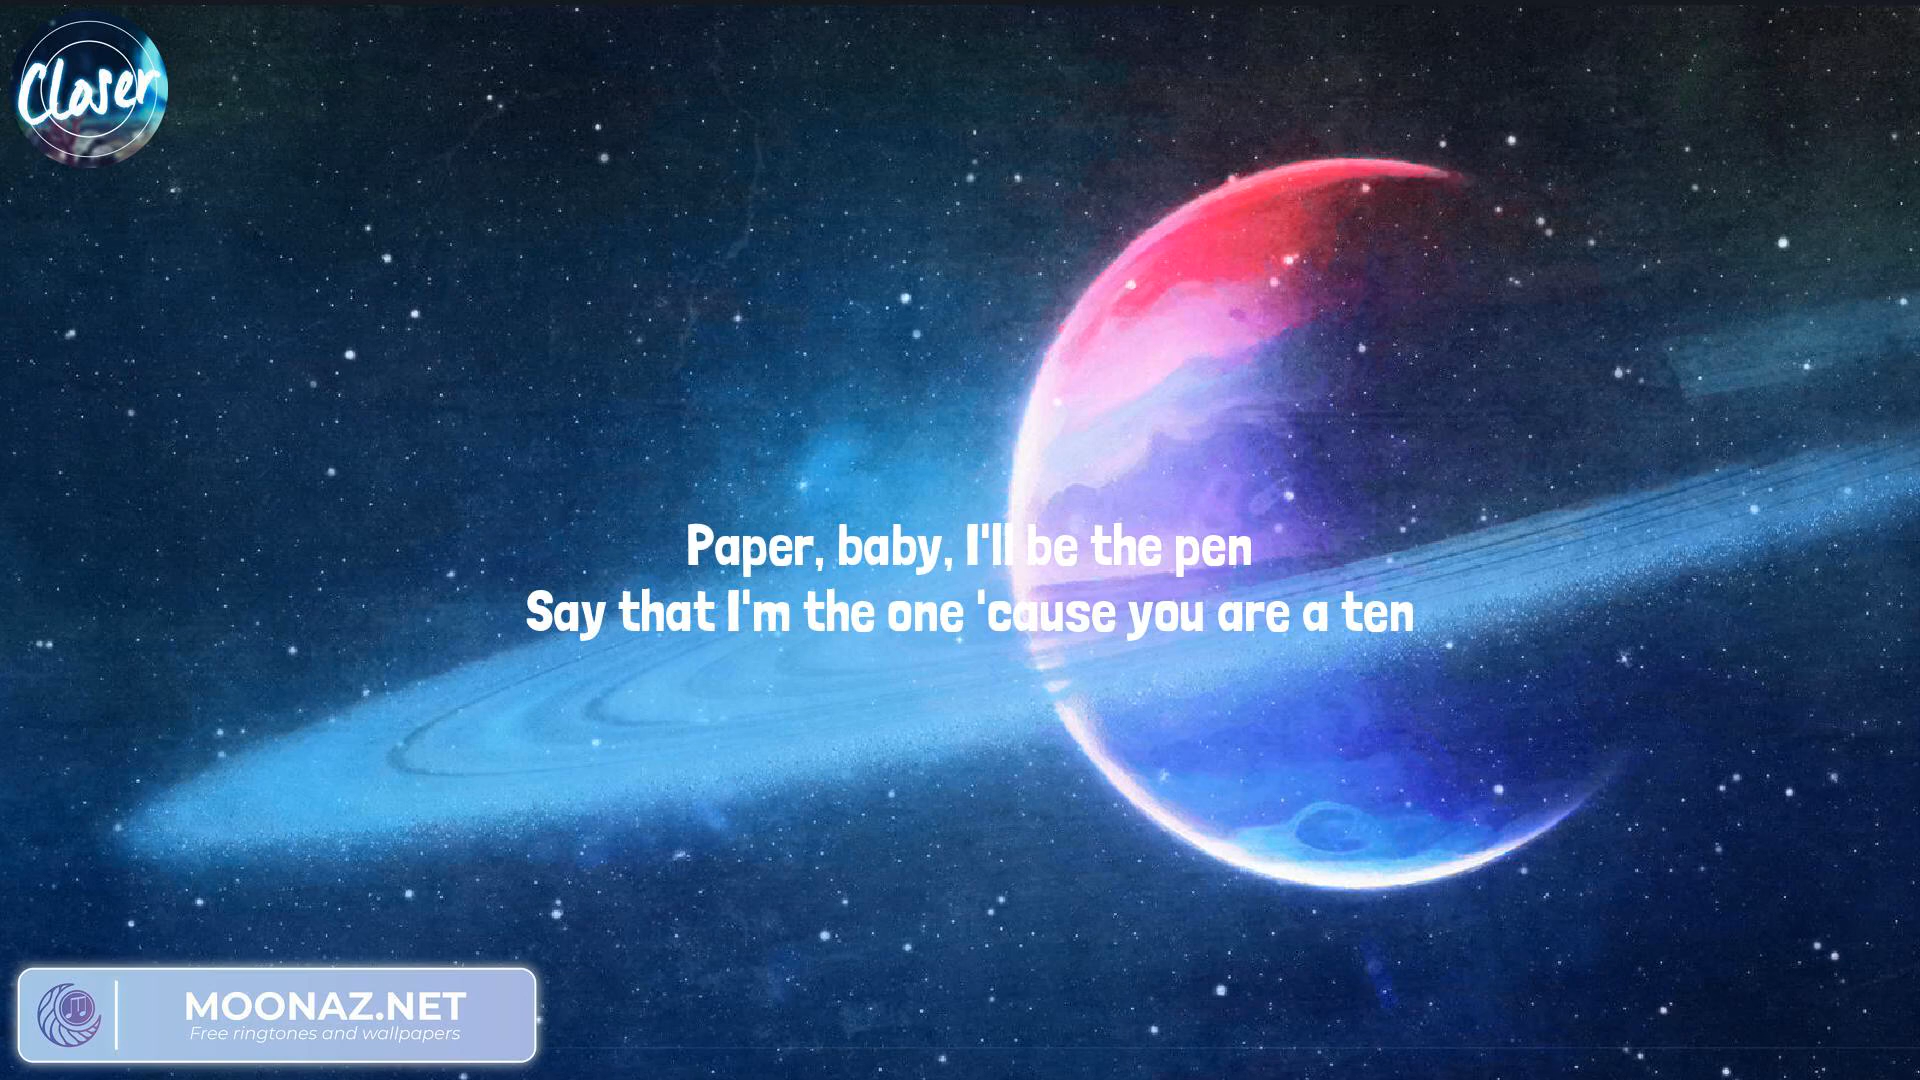 Closer
Paper, baby, I'll be the pen
Say that I'm the one 'cause you are a ten
MOONAZ.NET
Free ringtones and wallpapers